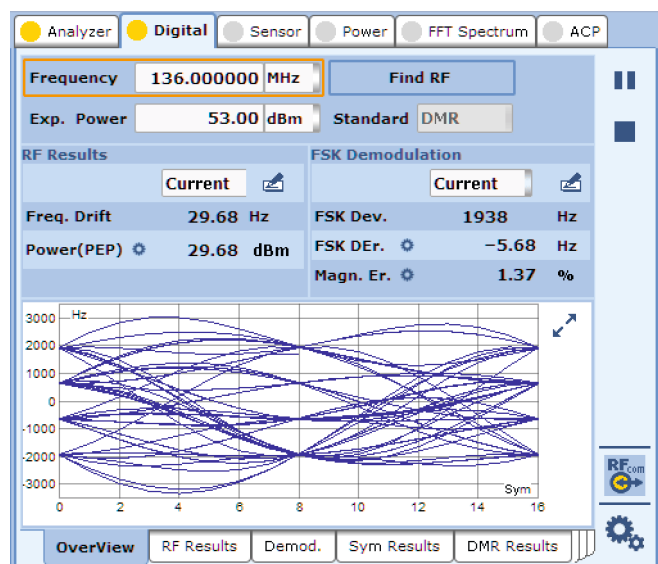 Analyzer Digital Sensor Power FFT Spectrum ACP
Frequency 136.000000 MHz Find RF
Exp. Power 53.00 dBm Standard DMR
RF Results FSK Demodulation
Current Current
Freq. Drift 29.68 Hz FSK Dev. 1938 Hz
Power(PEP) 29.68 dBm FSK DEr. -5.68 Hz
Magn. Er. 1.37 %
Hz
3000
2000
1000
0
-1000
-2000
-3000
Sym
0 2 4 6 8 10 12 14 16
RFcom
OverView RF Results Demod. Sym Results DMR Results